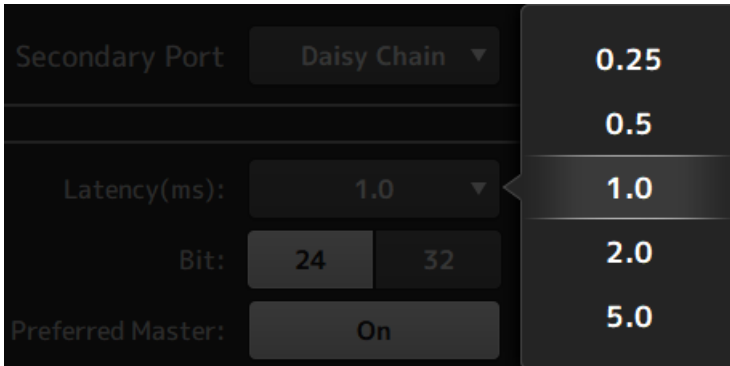 Secondary Port Daisy Chain ▼
0.25
0.5
Latency(ms): 1.0 ▼
1.0
Bit: 24 32
2.0
Preferred Master: On
5.0